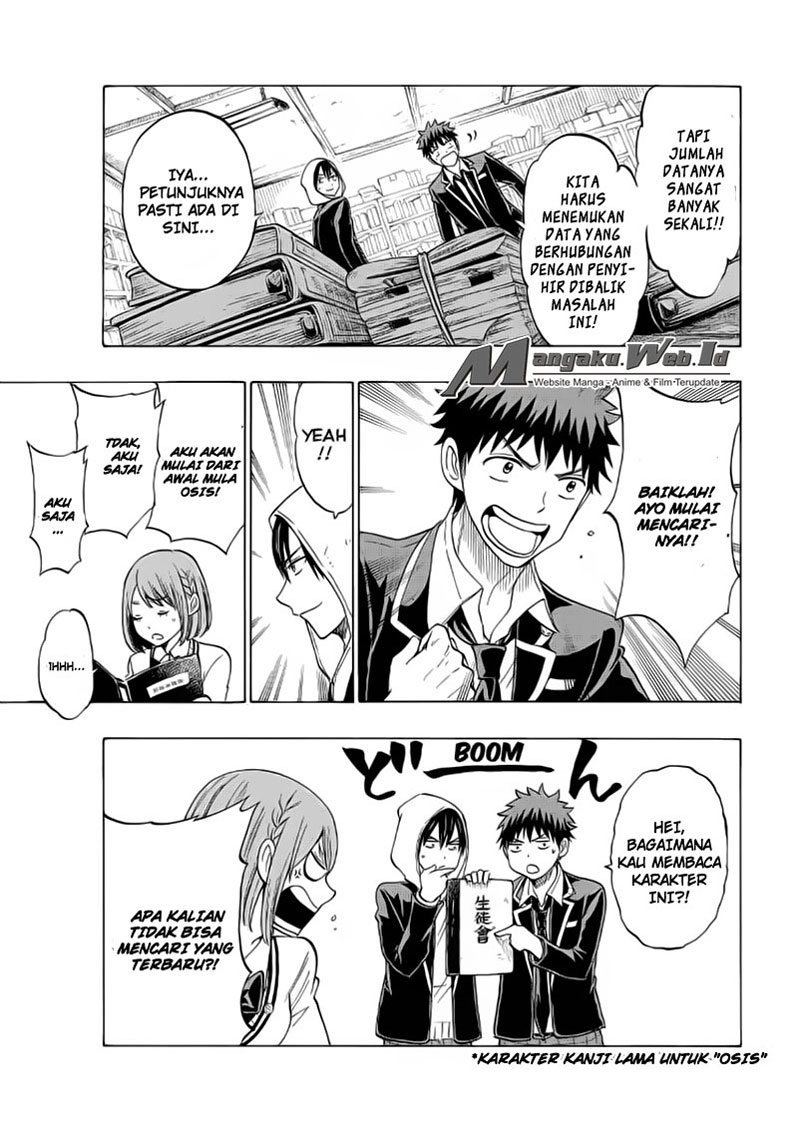 TAPI
JUMLAH
DATANYA
SANGAT
BANYAK
SEKALI!!
KITA
HARUS
MENEMUKAN
DATA YANG
BERHUBUNGAN
DENGAN PENYI-
HIR DIBALIK
MASALAH
INI!
IYA...
PETUNJUKNYA
PASTI ADA DI
SINI...
Mangaku.Web.Id
Website Manga - Anime & Film Terupdate
BAIKLAH!
AYO MULAI
MENCARI-
NYA!!
YEAH
!!
AKU AKAN
MULAI DARI
AWAL MULA
OSIS!
TDAK,
AKU
SAJA!
AKU
SAJA
...
1HHH...
HEI,
BAGAIMANA
KAU MEMBACA
KARAKTER
INI?!
ど
BOOM
ん
生徒會
APA KALIAN
TIDAK BISA
MENCARI YANG
TERBARU?!
*KARAKTER KANJI LAMA UNTUK "OSIS"